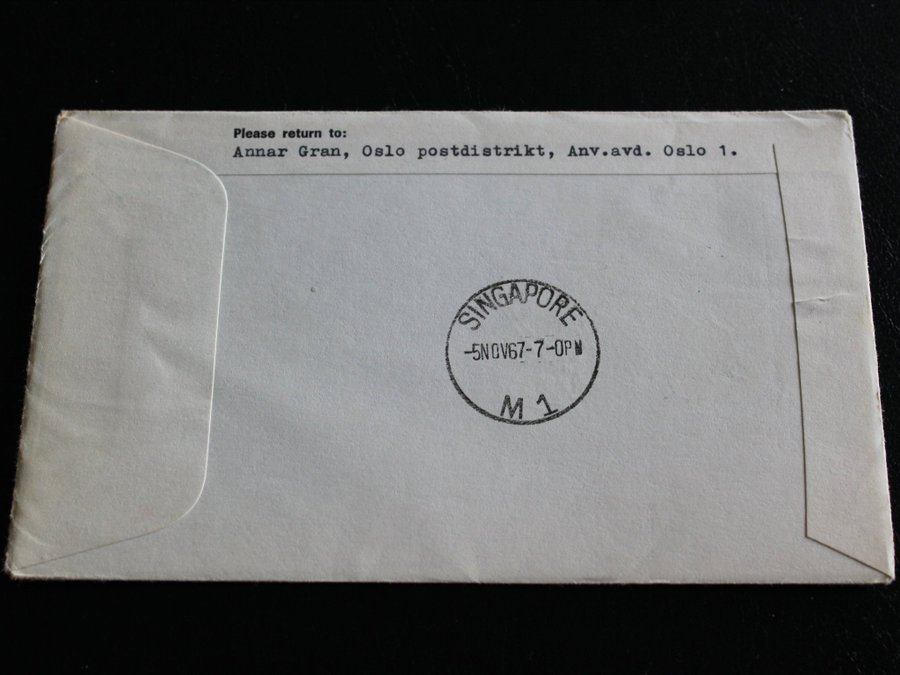 Please return to:
Annar Gran, Oslo postdistrikt, Anv.avd. Oslo 1.
SINGAPORE
-5NOV67-7-0PM
M 1